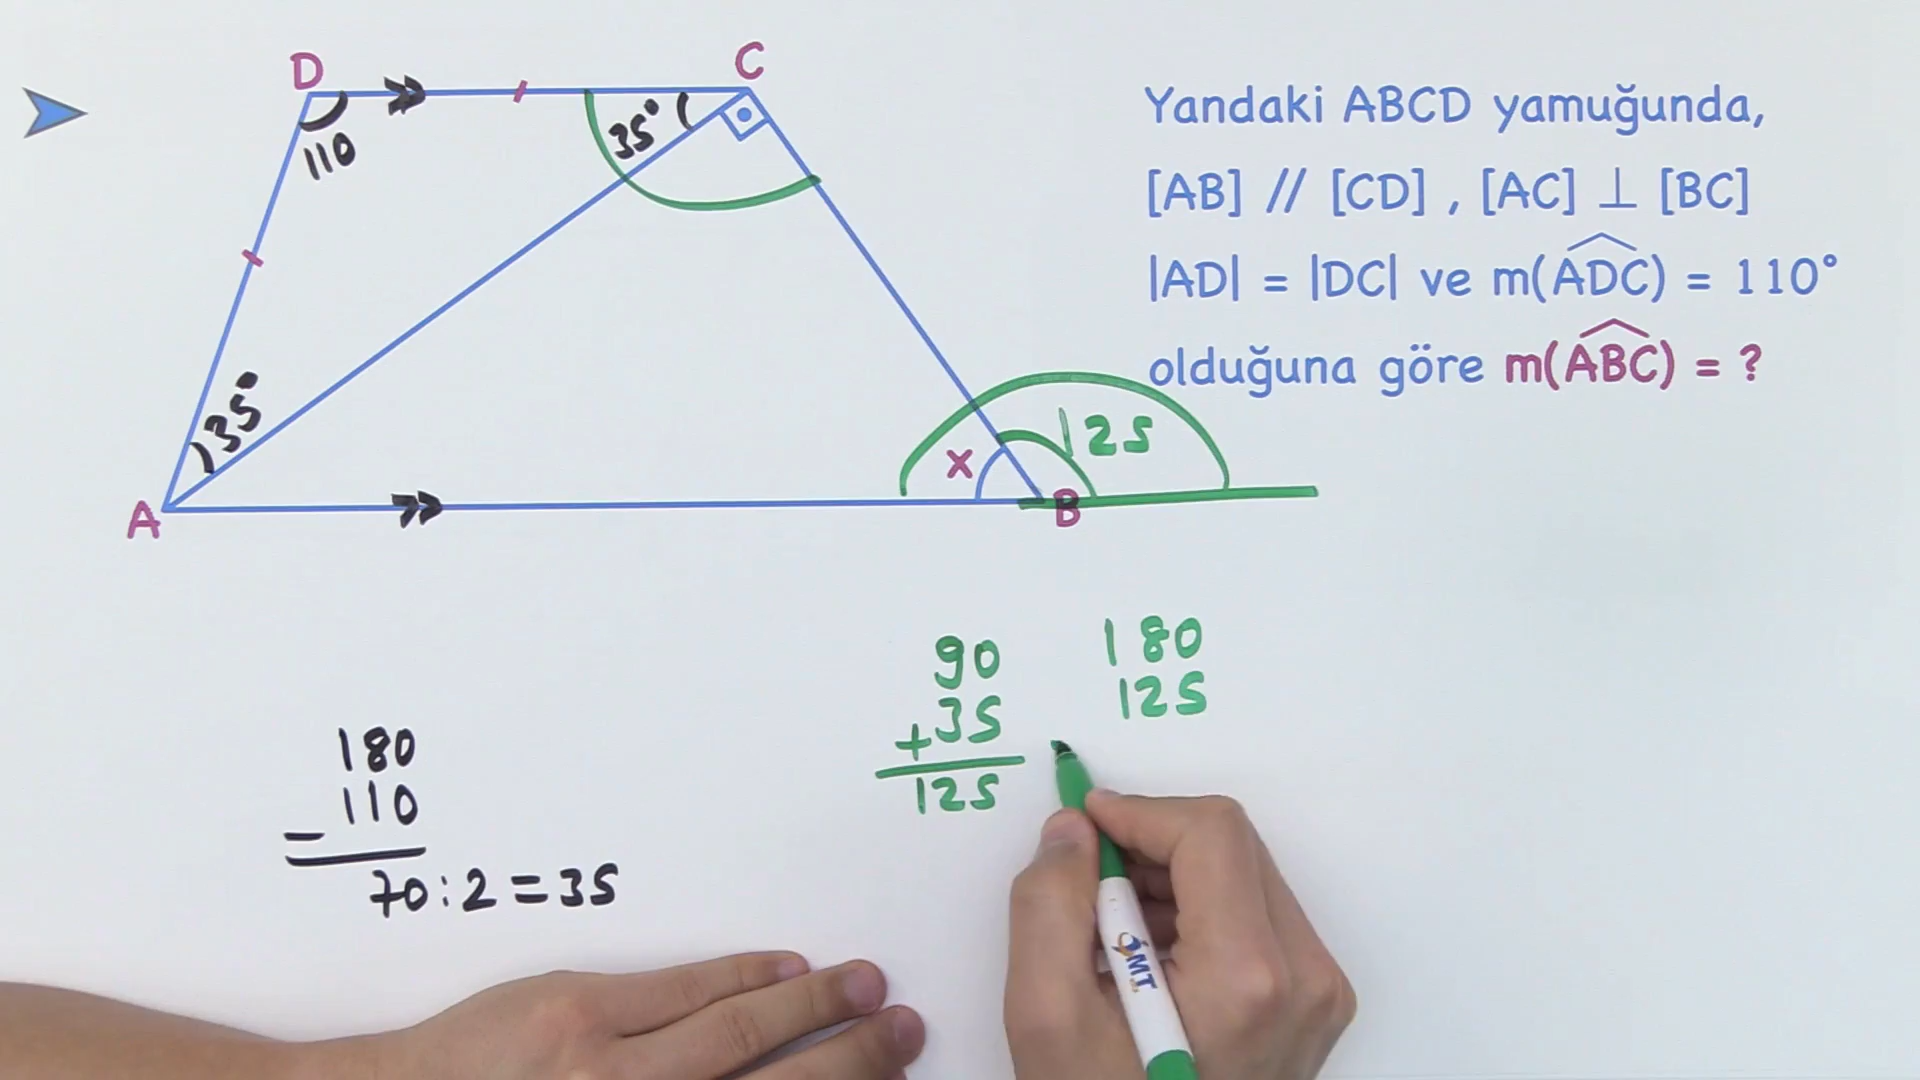 D
C
110
35°
35°
A
x
125
B
Yandaki ABCD yamuğunda,
[AB] // [CD] , [AC] ⊥ [BC]
|AD| = |DC| ve m(ADC) = 110°
olduğuna göre m(ABC) = ?
180
110
−
70:2=35
90
+35
125
180
125
MT